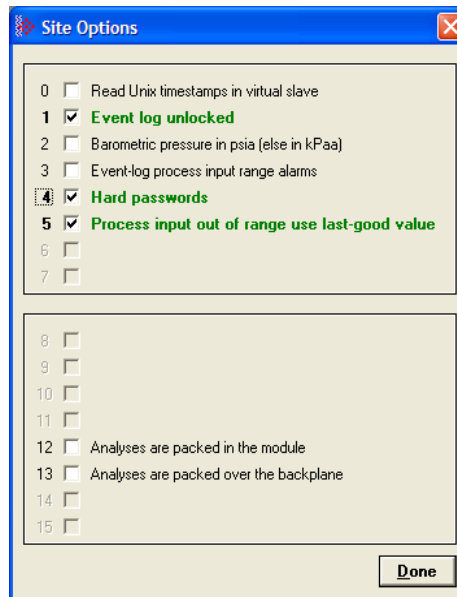 Site Options
0 Read Unix timestamps in virtual slave
1 Event log unlocked
2 Barometric pressure in psia (else in kPaa)
3 Event-log process input range alarms
4 Hard passwords
5 Process input out of range use last-good value
6
7
8
9
10
11
12 Analyses are packed in the module
13 Analyses are packed over the backplane
14
15
Done